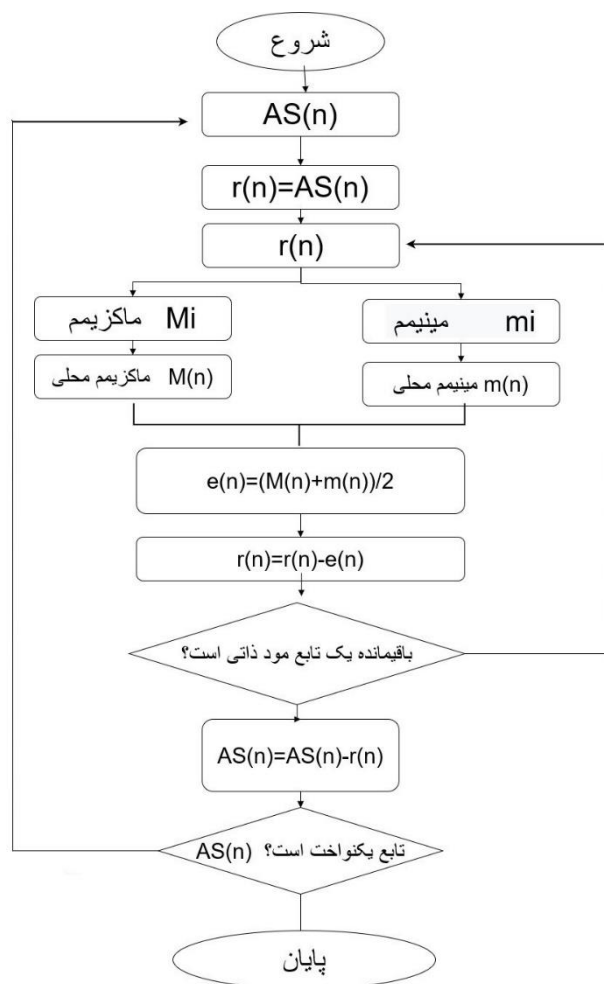 شروع
AS(n)
r(n)=AS(n)
r(n)
ماکزیمم Mi
مینیمم mi
ماکزیمم محلی M(n)
مینیمم محلی m(n)
e(n)=(M(n)+m(n))/2
r(n)=r(n)-e(n)
باقیمانده یک تابع مود ذاتی است؟
AS(n)=AS(n)-r(n)
تابع یکنواخت است؟ AS(n)
پایان